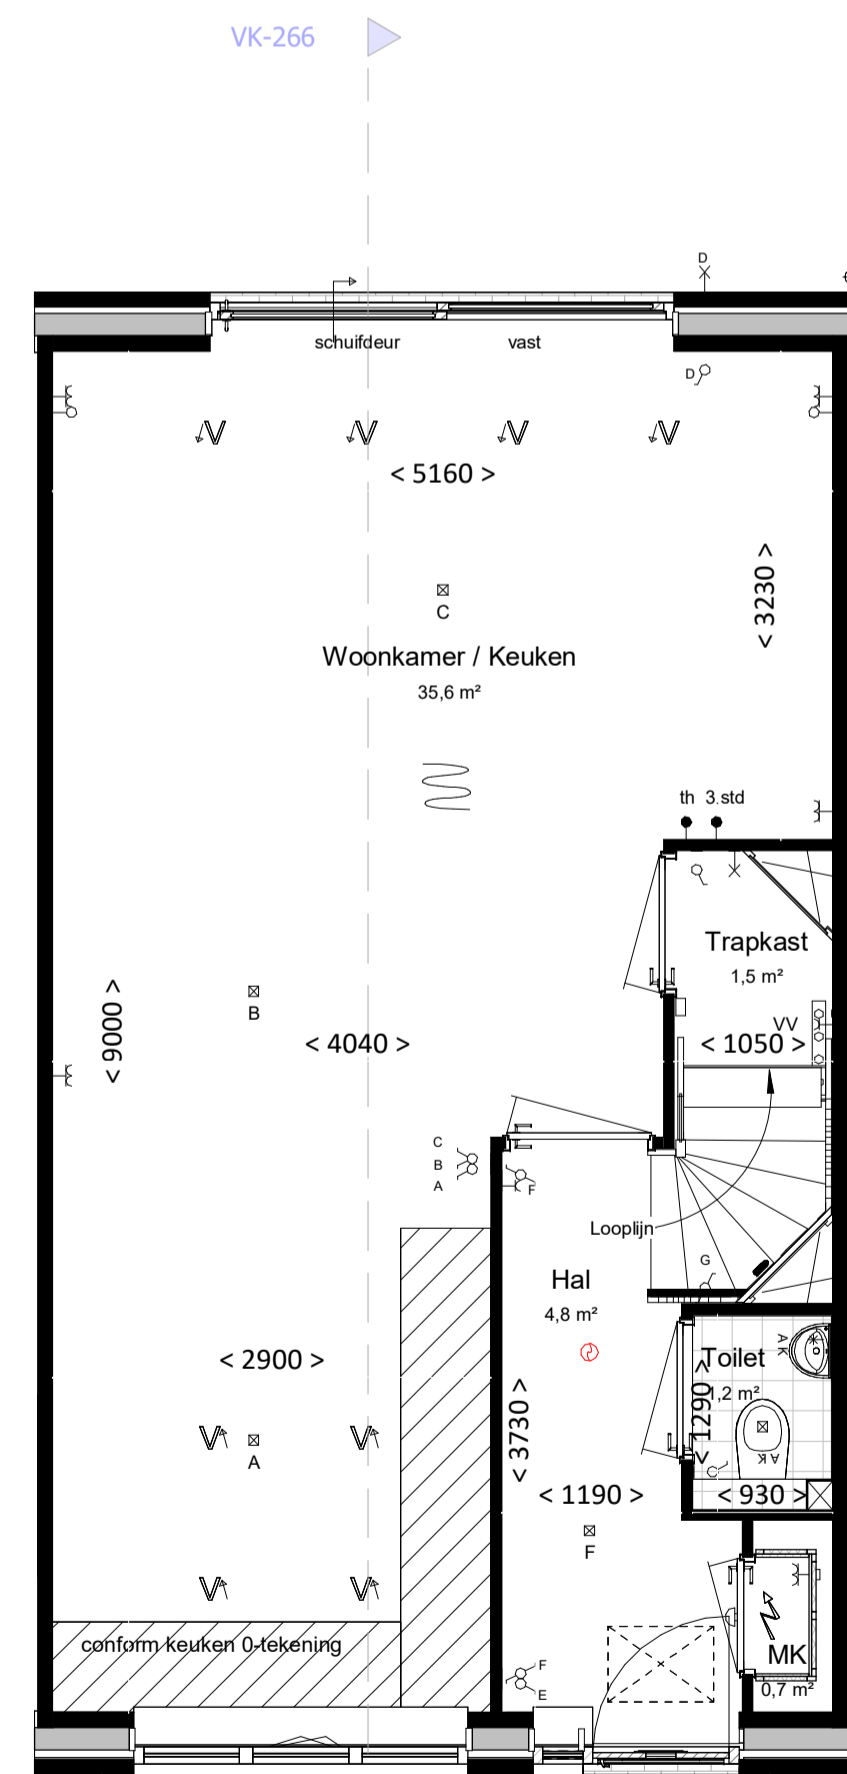 VK-266
D
schuifdeur
vast
D
V
V
V
V
< 5160 >
< 3230 >
C
Woonkamer / Keuken
35,6 m²
th
3.std
Trapkast
1,5 m²
B
< 9000 >
< 4040 >
VV
< 1050 >
C
B
A
F
Looplijn
G
Hal
4,8 m²
A K
Toilet
1,2 m²
< 2900 >
< 3730 >
< 1290 >
V
V
A
A K
< 1190 >
< 930 >
F
V
V
conform keuken 0-tekening
MK
F
E
0,7 m²